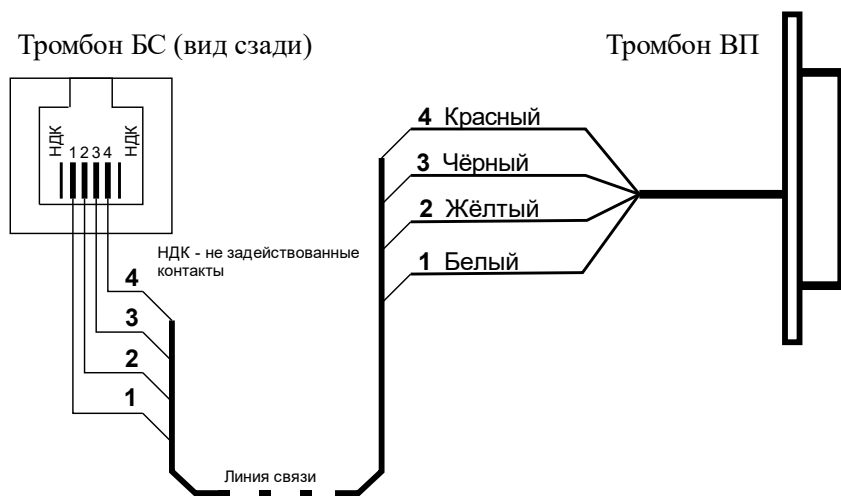 Тромбон БС (вид сзади)
Тромбон ВП
НДК
1234
НДК
4 Красный
3 Чёрный
2 Жёлтый
1 Белый
НДК - не задействованные
контакты
4
3
2
1
Линия связи